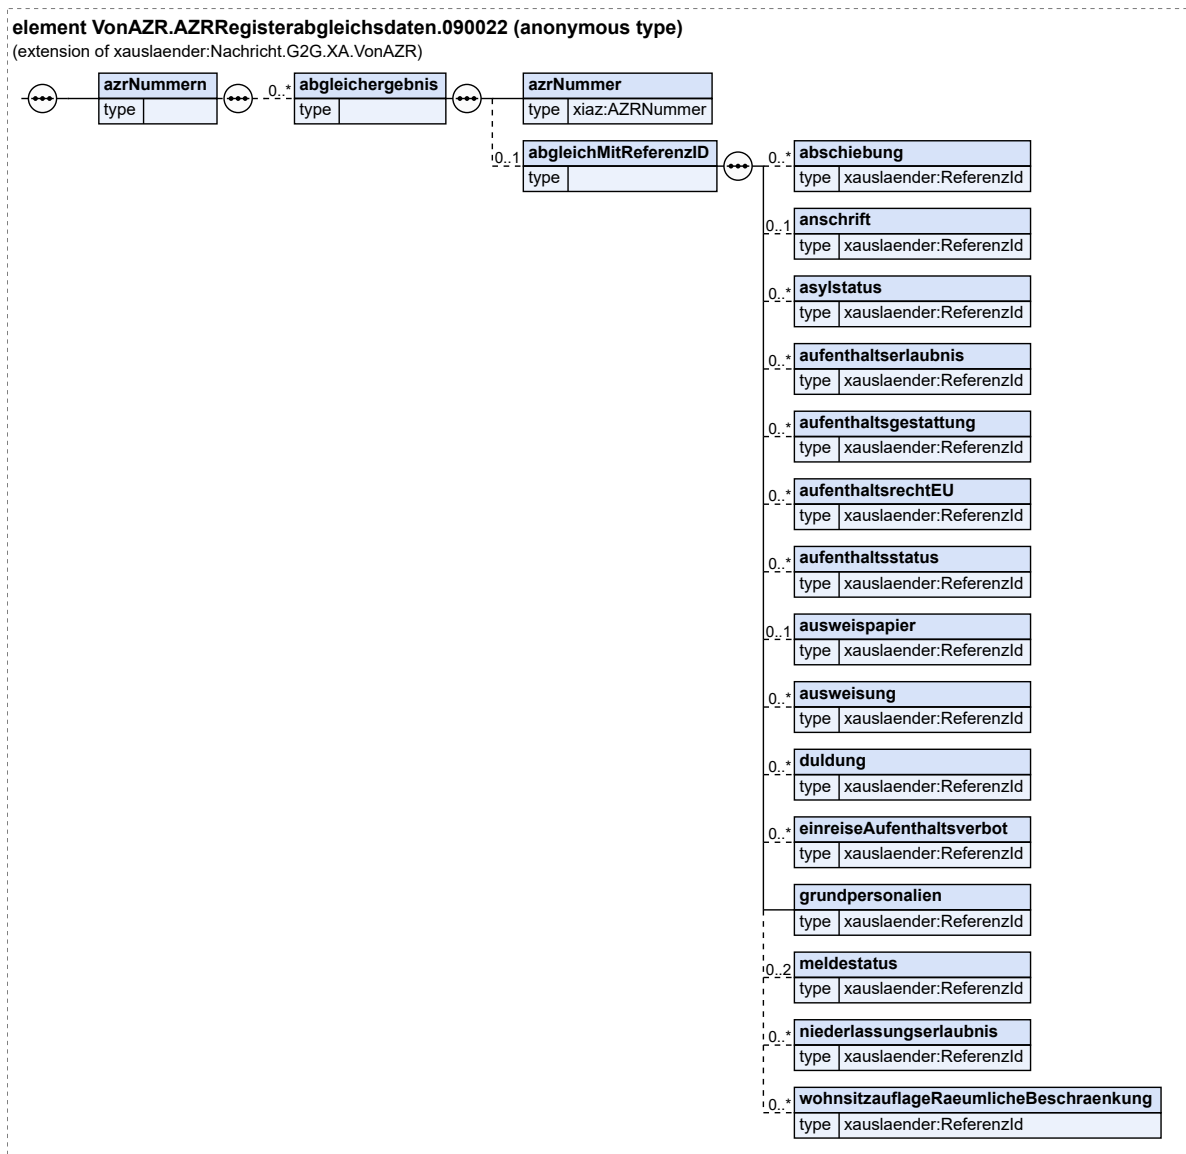 element VonAZR.AZRRegisterabgleichsdaten.090022 (anonymous type)
(extension of xauslaender:Nachricht.G2G.XA.VonAZR)
azrNummern
type
0..*
abgleichergebnis
type
azrNummer
type xiaz:AZRNummer
0..1
abgleichMitReferenzID
type
0..*
abschiebung
type xauslaender:ReferenzId
0..1
anschrift
type xauslaender:ReferenzId
0..*
asylstatus
type xauslaender:ReferenzId
0..*
aufenthaltserlaubnis
type xauslaender:ReferenzId
0..*
aufenthaltsgestattung
type xauslaender:ReferenzId
0..*
aufenthaltsrechtEU
type xauslaender:ReferenzId
0..*
aufenthaltsstatus
type xauslaender:ReferenzId
0..1
ausweispapier
type xauslaender:ReferenzId
0..*
ausweisung
type xauslaender:ReferenzId
0..*
duldung
type xauslaender:ReferenzId
0..*
einreiseAufenthaltsverbot
type xauslaender:ReferenzId
grundpersonalien
type xauslaender:ReferenzId
0..2
meldestatus
type xauslaender:ReferenzId
0..*
niederlassungserlaubnis
type xauslaender:ReferenzId
0..*
wohnsitzauflageRaeumlicheBeschraenkung
type xauslaender:ReferenzId